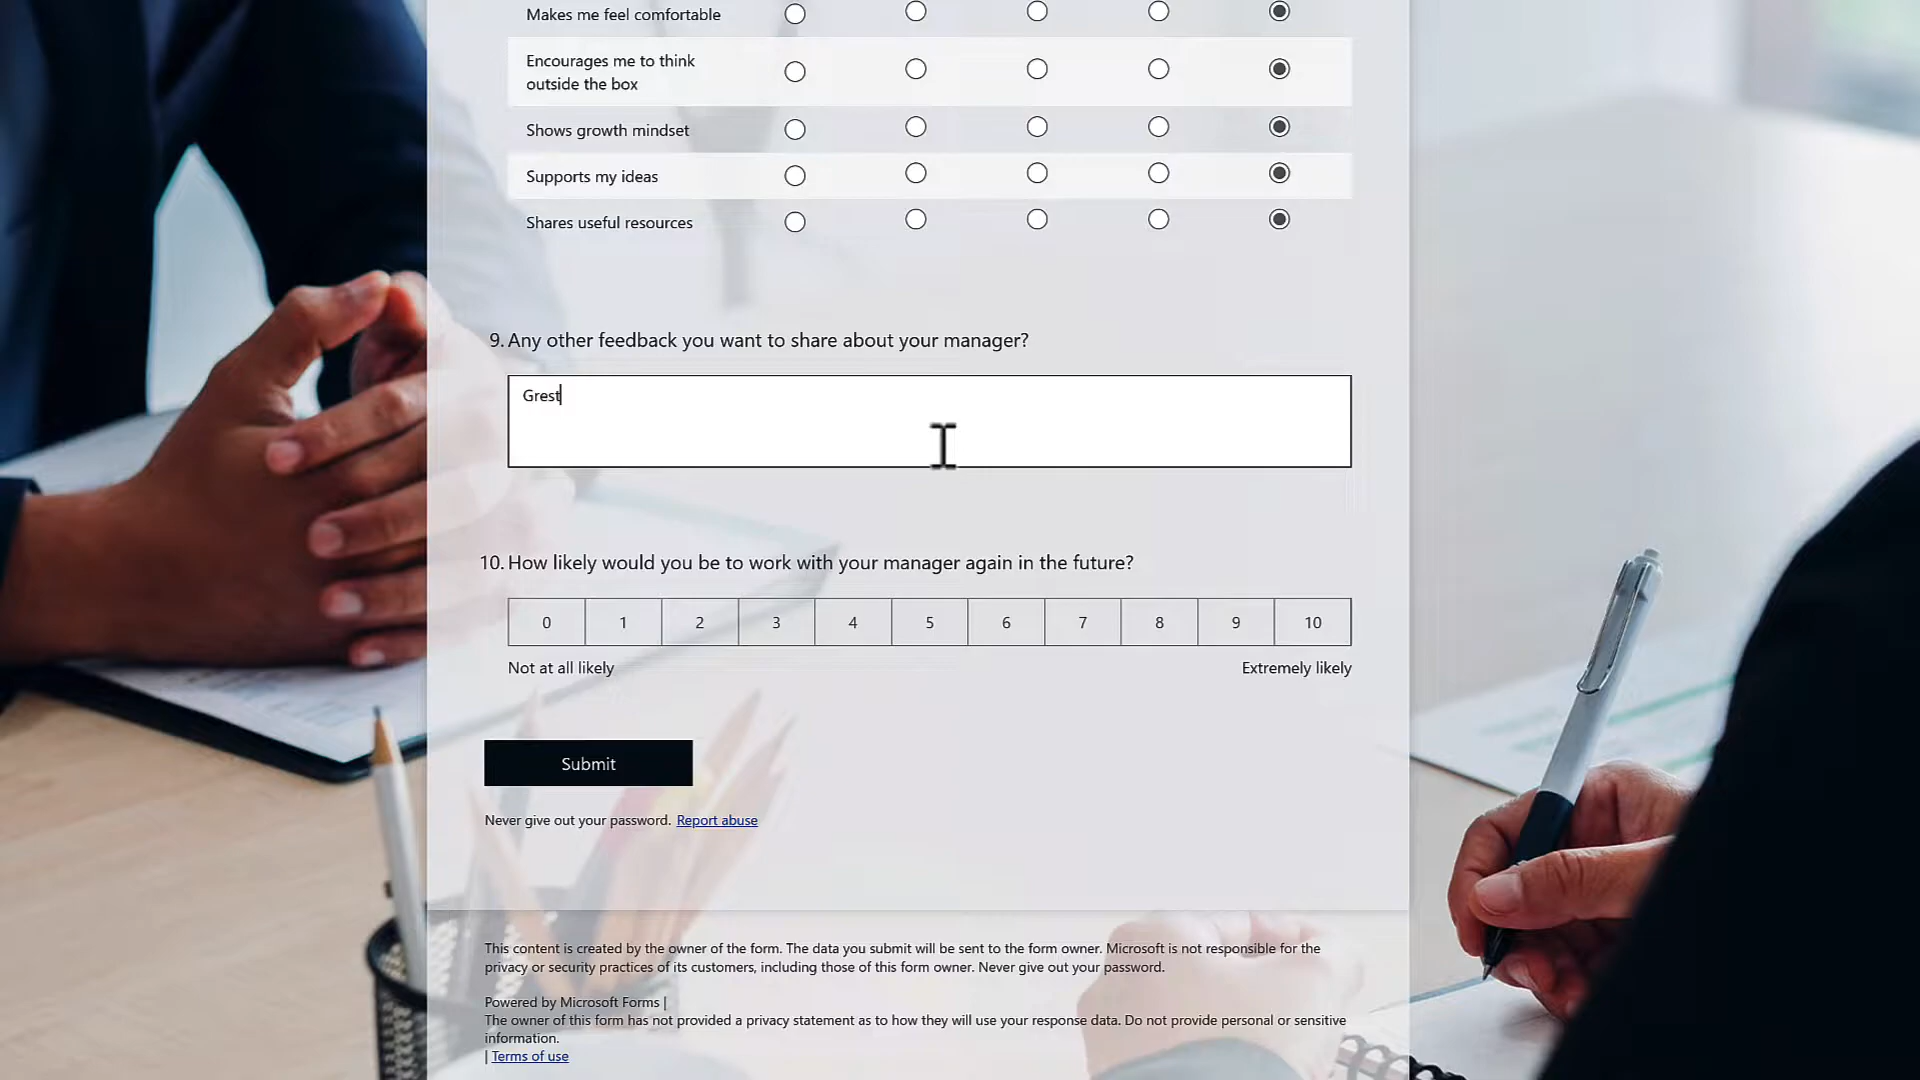 Makes me feel comfortable
Encourages me to think
outside the box
Shows growth mindset
Supports my ideas
Shares useful resources
9. Any other feedback you want to share about your manager?
Grest
10. How likely would you be to work with your manager again in the future?
0 1 2 3 4 5 6 7 8 9 10
Not at all likely Extremely likely
Submit
Never give out your password. Report abuse
This content is created by the owner of the form. The data you submit will be sent to the form owner. Microsoft is not responsible for the
privacy or security practices of its customers, including those of this form owner. Never give out your password.
Powered by Microsoft Forms |
The owner of this form has not provided a privacy statement as to how they will use your response data. Do not provide personal or sensitive
information.
| Terms of use